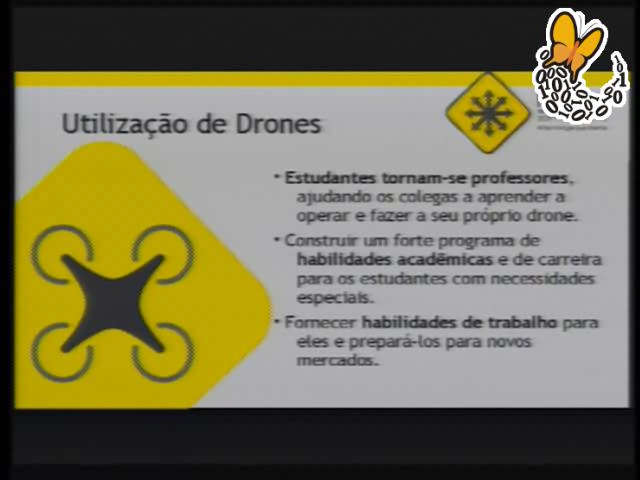 Utilização de Drones
• Estudantes tornam-se professores,
ajudando os colegas a aprender a
operar e fazer a seu próprio drone.
• Construir um forte programa de
habilidades acadêmicas e de carreira
para os estudantes com necessidades
especiais.
• Fornecer habilidades de trabalho para
eles e prepará-los para novos
mercados.